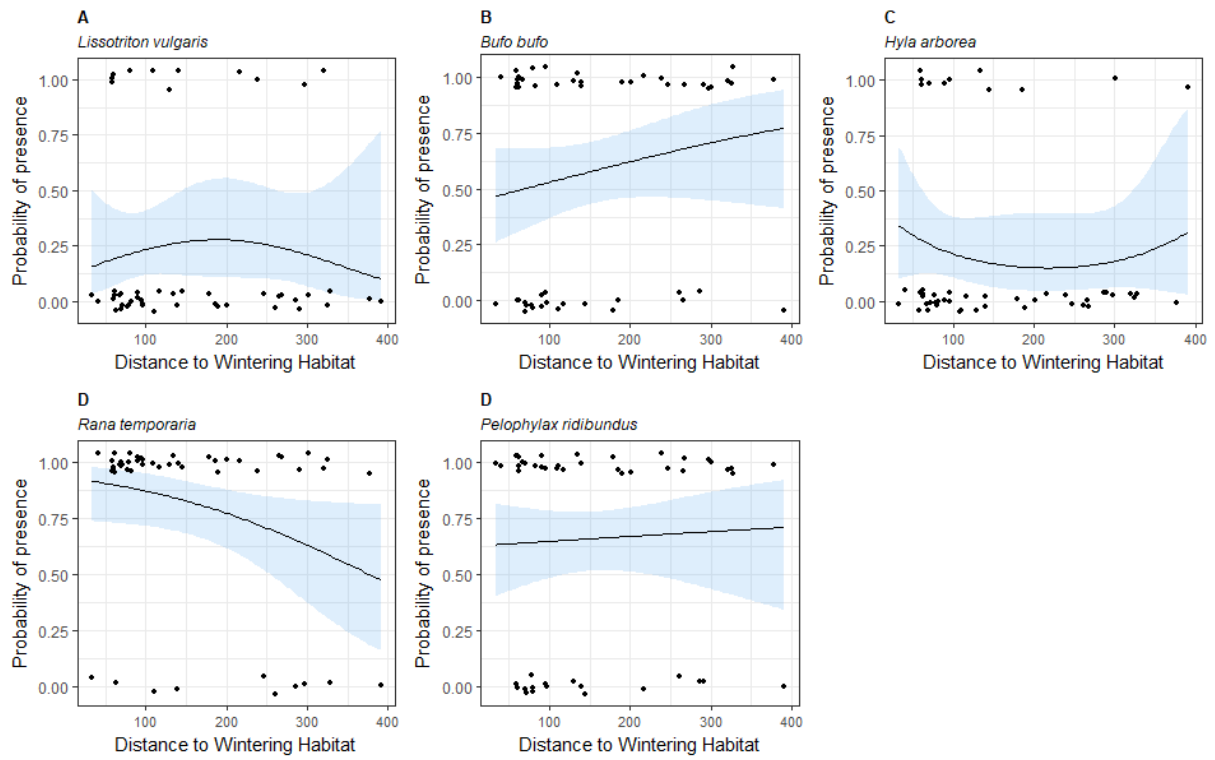 A
Lissotriton vulgaris
Probability of presence
1.00
0.75
0.50
0.25
0.00
100 200 300 400
Distance to Wintering Habitat
B
Bufo bufo
Probability of presence
1.00
0.75
0.50
0.25
0.00
100 200 300 400
Distance to Wintering Habitat
C
Hyla arborea
Probability of presence
1.00
0.75
0.50
0.25
0.00
100 200 300 400
Distance to Wintering Habitat
D
Rana temporaria
Probability of presence
1.00
0.75
0.50
0.25
0.00
100 200 300 400
Distance to Wintering Habitat
D
Pelophylax ridibundus
Probability of presence
1.00
0.75
0.50
0.25
0.00
100 200 300 400
Distance to Wintering Habitat